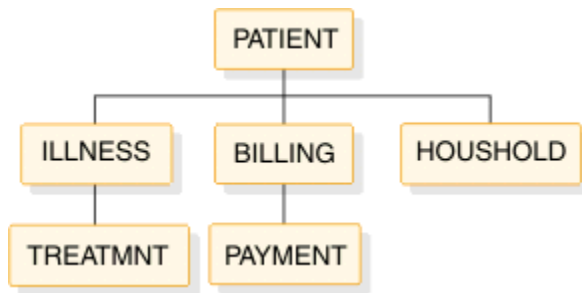 PATIENT
ILLNESS
BILLING
HOUSHOLD
TREATMNT
PAYMENT